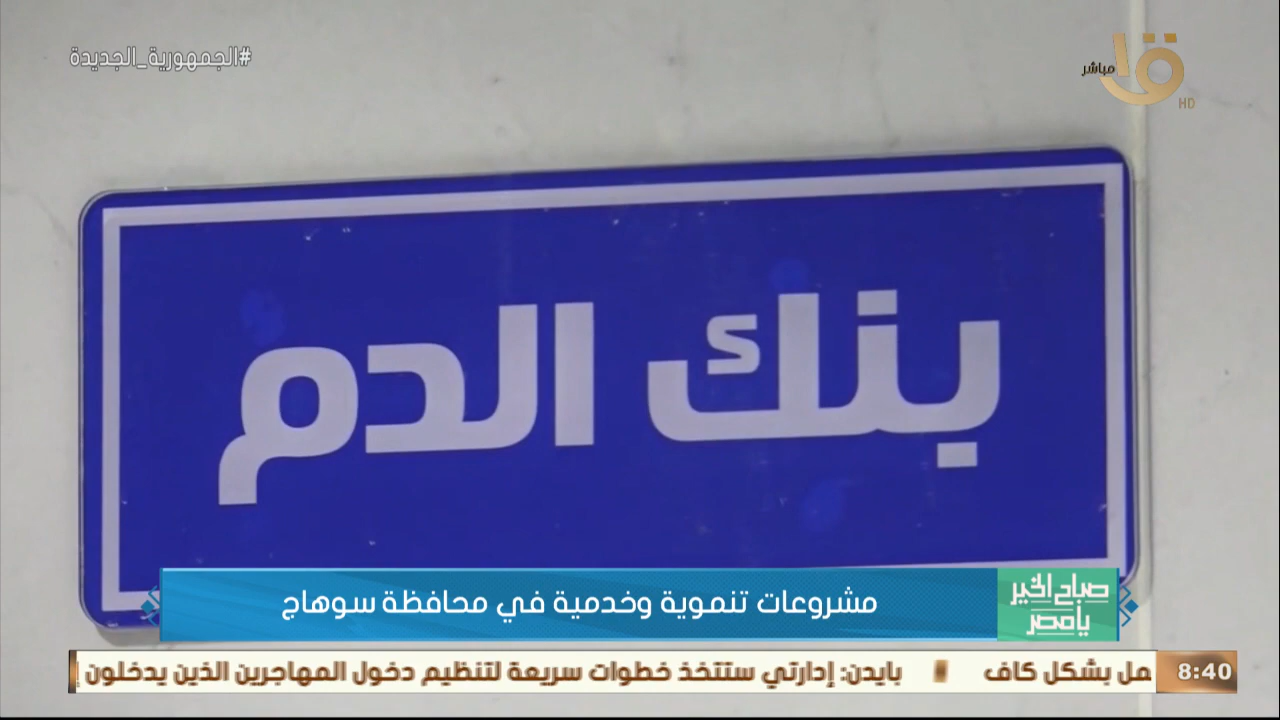 #الجمهورية_الجديدة
مباشر
HD
بنك الدم
صباح الخير
يا مصر
مشروعات تنموية وخدمية في محافظة سوهاج
8:40
بشكل كاف
بايدن: إدارتي ستتخذ خطوات سريعة لتنظيم دخول المهاجرين الذين يدخلون